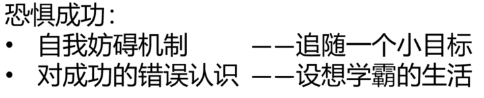 恐惧成功：
• 自我妨碍机制 ——追随一个小目标
• 对成功的错误认识 ——设想学霸的生活